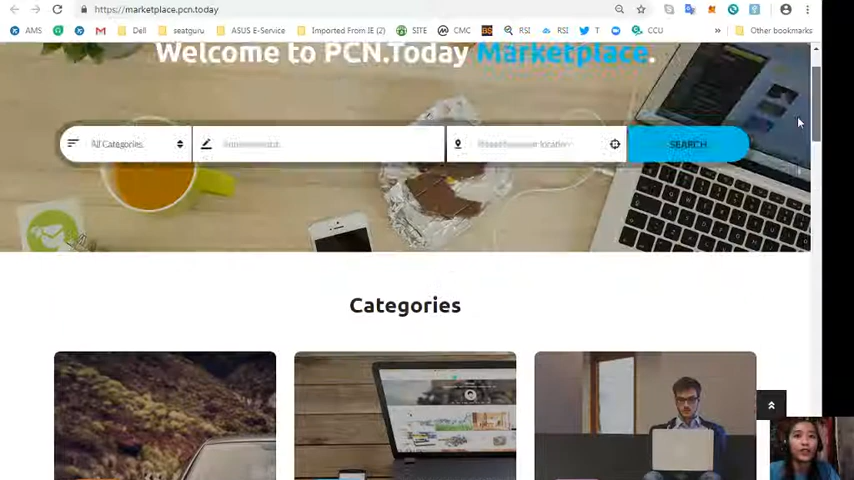 https://marketplace.pcn.today
AMS
SITE
CMC
RSI
RSI
T
CCU
M
Dell
seatguru
ASUS E-Service
Imported From IE (2)
»
Other bookmarks
Welcome to PCN.Today Marketplace.
All Categories
SEARCH
Categories